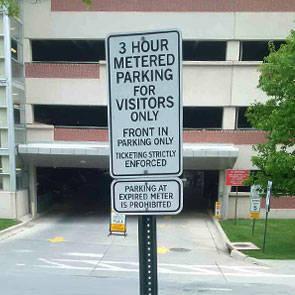 3 HOUR
METERED
PARKING
FOR
VISITORS
ONLY
FRONT IN
PARKING ONLY
TICKETING STRICTLY
ENFORCED
PARKING AT
EXPIRED METER
IS PROHIBITED